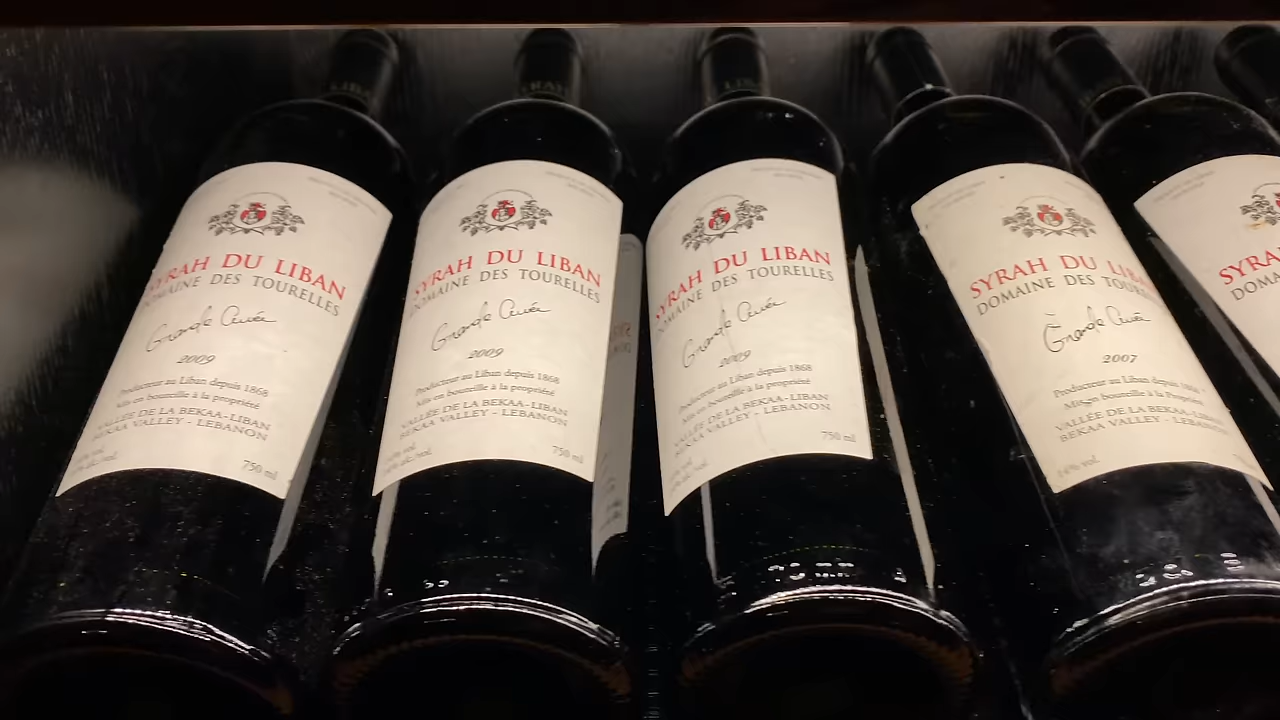 SYRAH DU LIBAN
DOMAINE DES TOURELLES
Grande Cuvée
2009
Producteur au Liban depuis 1868
Mis en bouteille à la propriété
VALLÉE DE LA BEKAA-LIBAN
BEKAA VALLEY - LEBANON
750 ml
SYRAH DU LIBAN
DOMAINE DES TOURELLES
Grande Cuvée
2009
Producteur au Liban depuis 1868
Mis en bouteille à la propriété
VALLÉE DE LA BEKAA-LIBAN
BEKAA VALLEY - LEBANON
750 ml
SYRAH DU LIBAN
DOMAINE DES TOURELLES
Grande Cuvée
2009
Producteur au Liban depuis 1868
Mis en bouteille à la propriété
VALLÉE DE LA BEKAA-LIBAN
BEKAA VALLEY - LEBANON
750 ml
SYRAH DU LIBAN
DOMAINE DES TOURELLES
Grande Cuvée
2007
Producteur au Liban depuis 1868
Mis en bouteille à la Propriété
VALLÉE DE LA BEKAA-LIBAN
BEKAA VALLEY - LEBANON
SYRA
DOMA